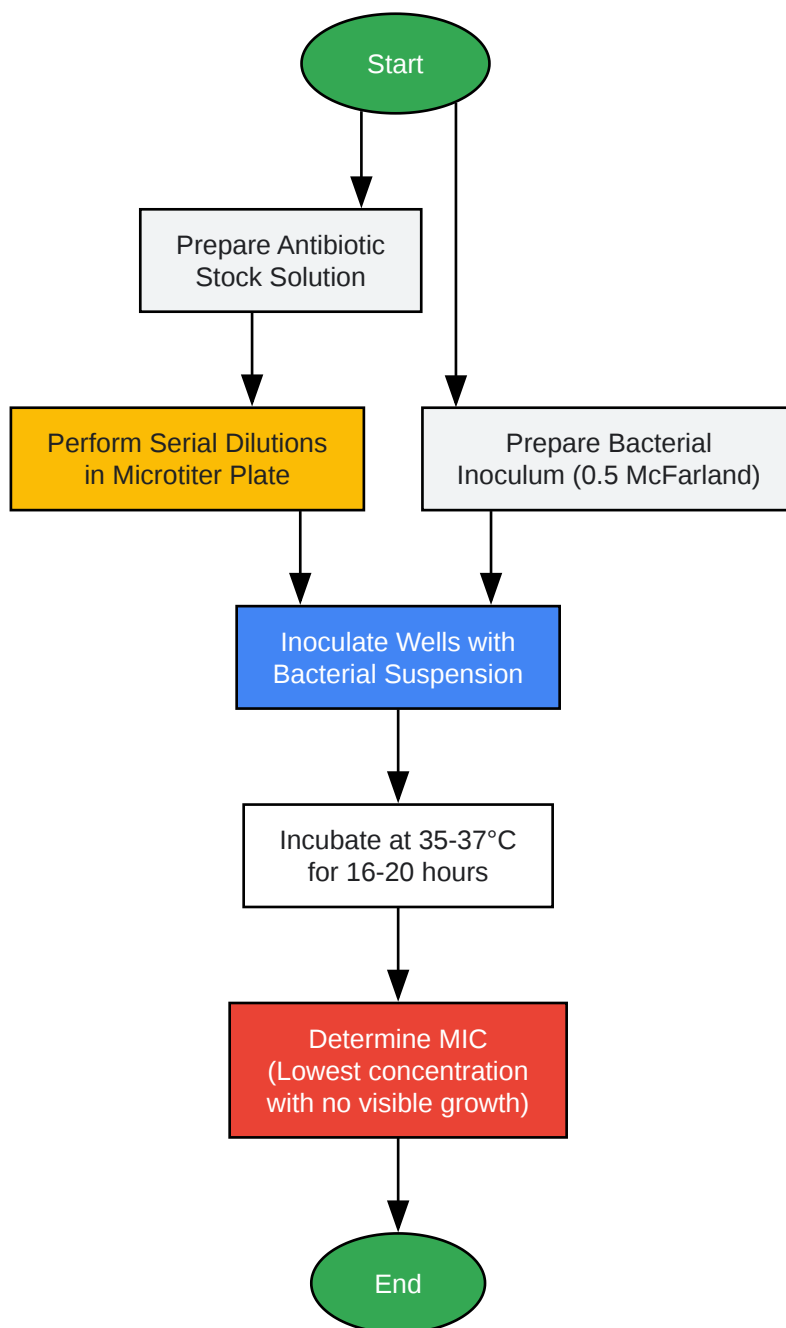 Start
Prepare Antibiotic
Stock Solution
Perform Serial Dilutions
in Microtiter Plate
Prepare Bacterial
Inoculum (0.5 McFarland)
Inoculate Wells with
Bacterial Suspension
Incubate at 35-37°C
for 16-20 hours
Determine MIC
(Lowest concentration
with no visible growth)
End